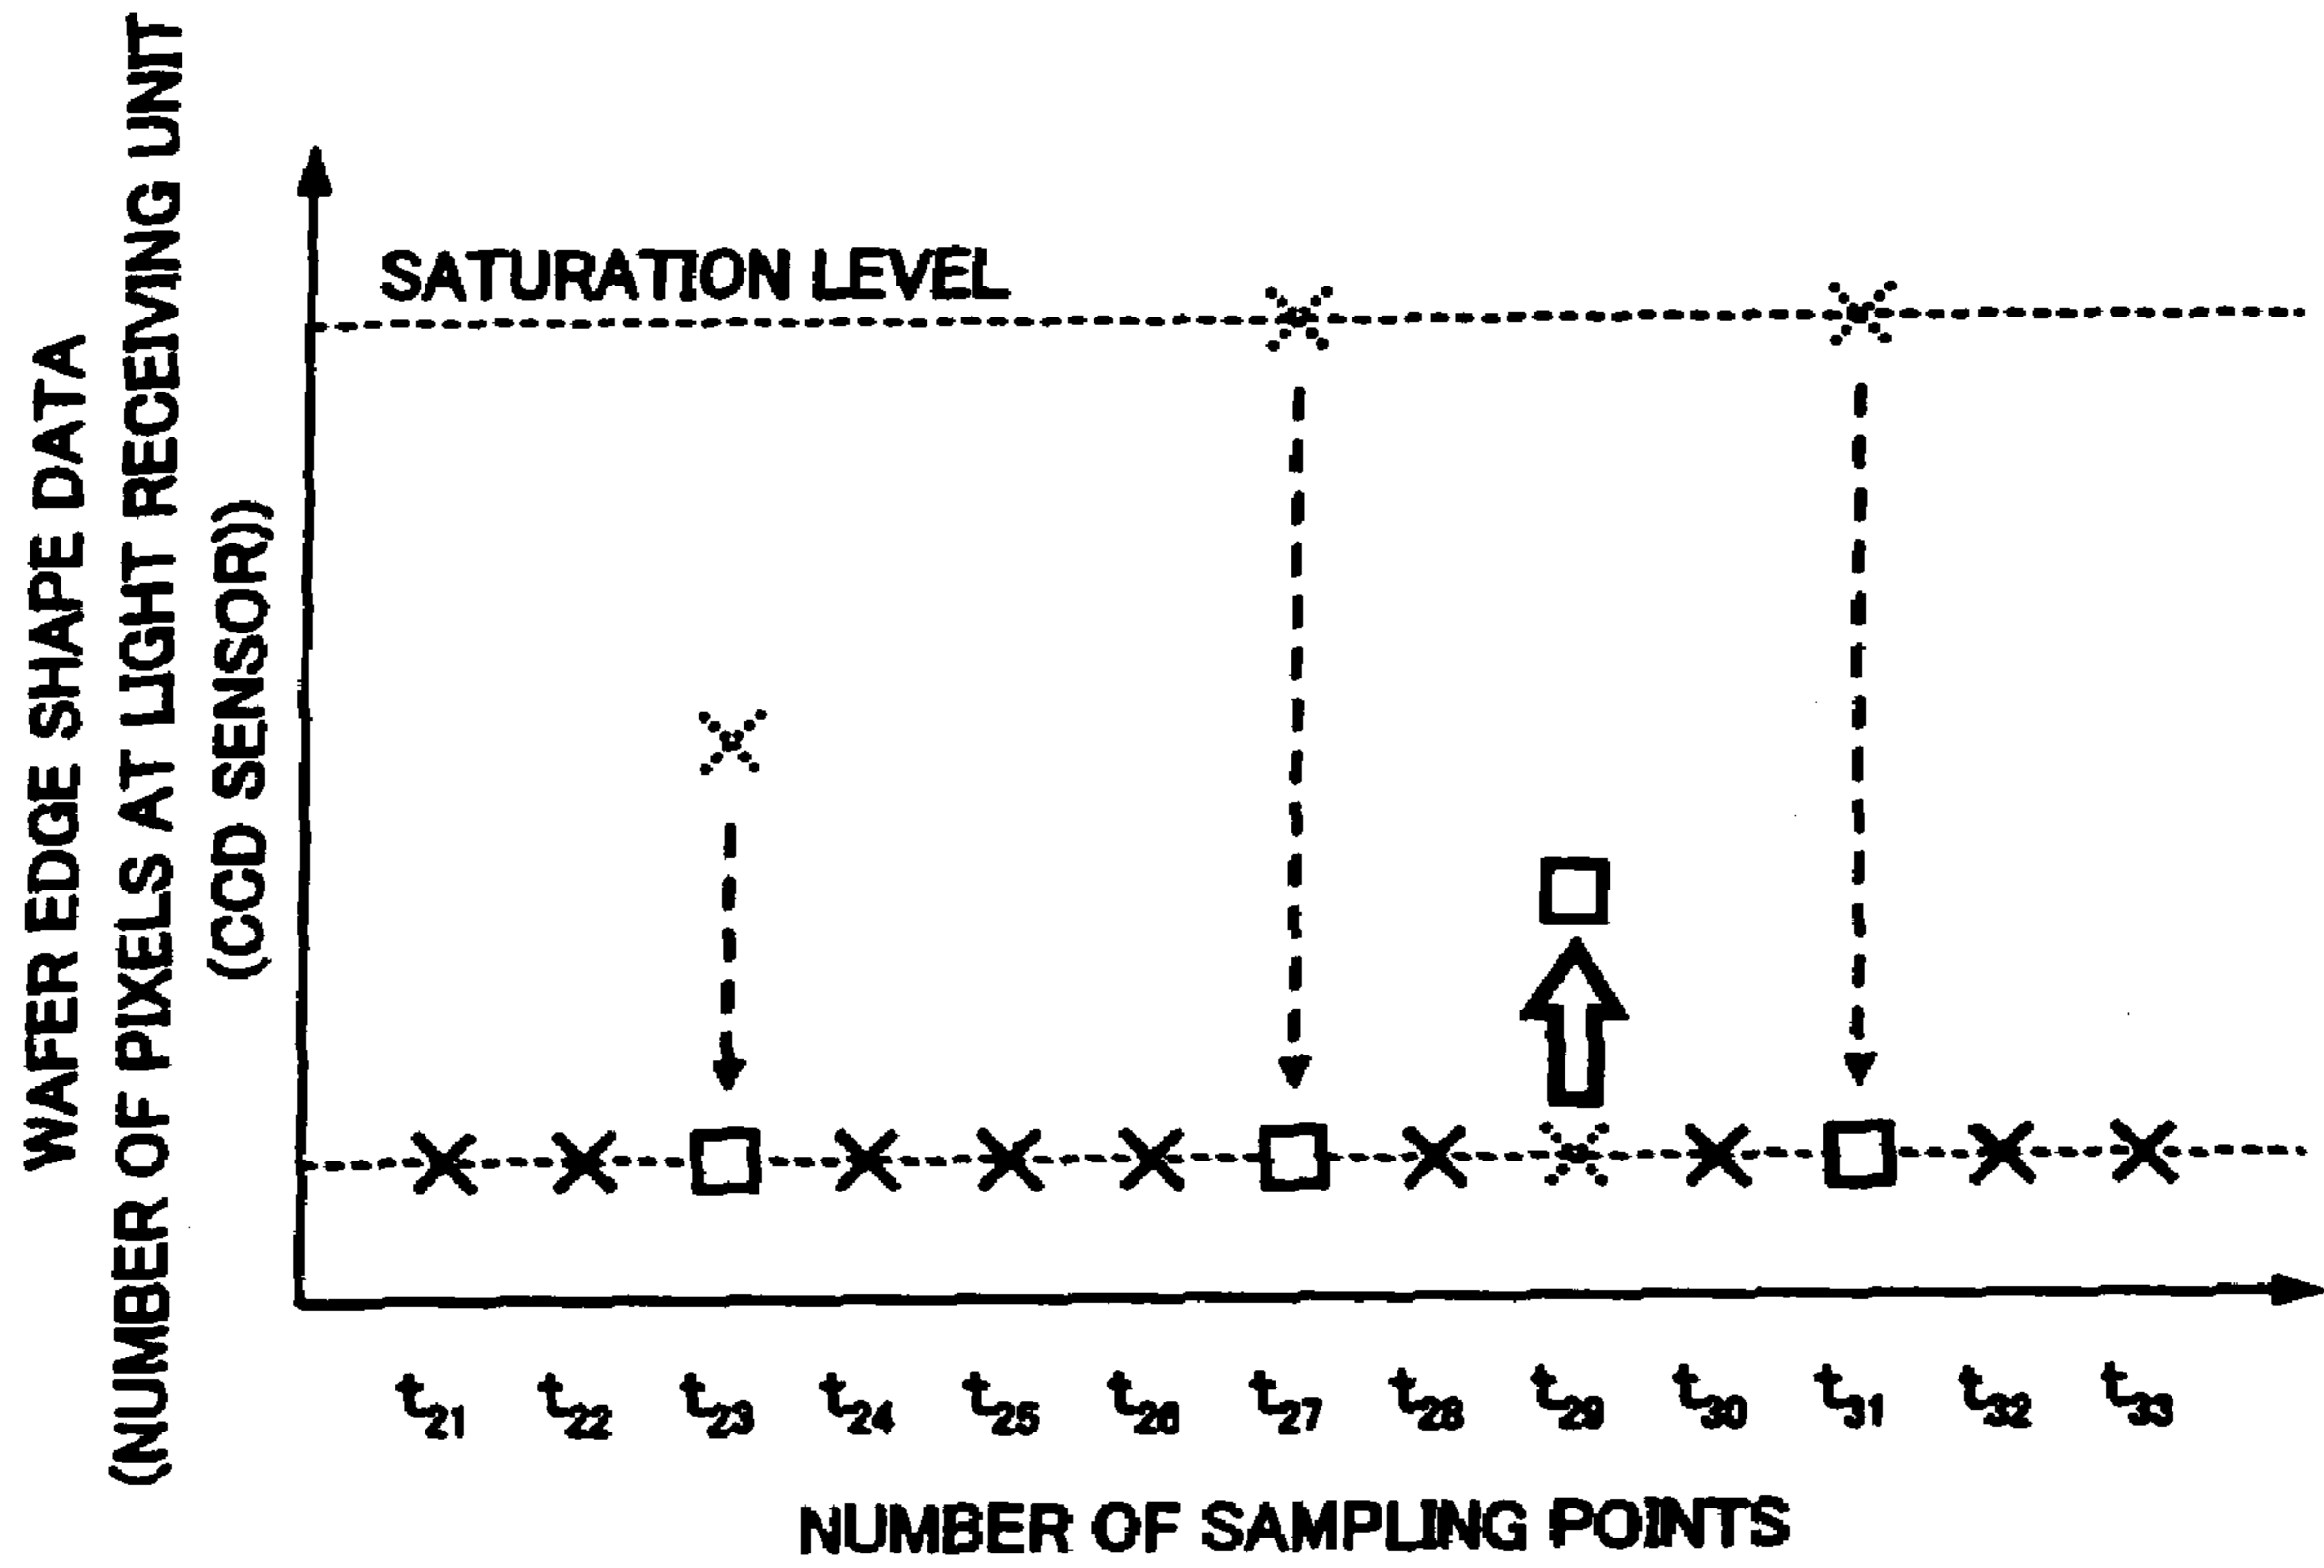 WAFER EDGE SHAPE DATA
(NUMBER OF PIXELS AT LIGHT RECEIVING UNIT
(CCD SENSOR))
SATURATION LEVEL
t21 t22 t23 t24 t25 t26 t27 t28 t29 t30 t31 t32 t33
NUMBER OF SAMPLING POINTS